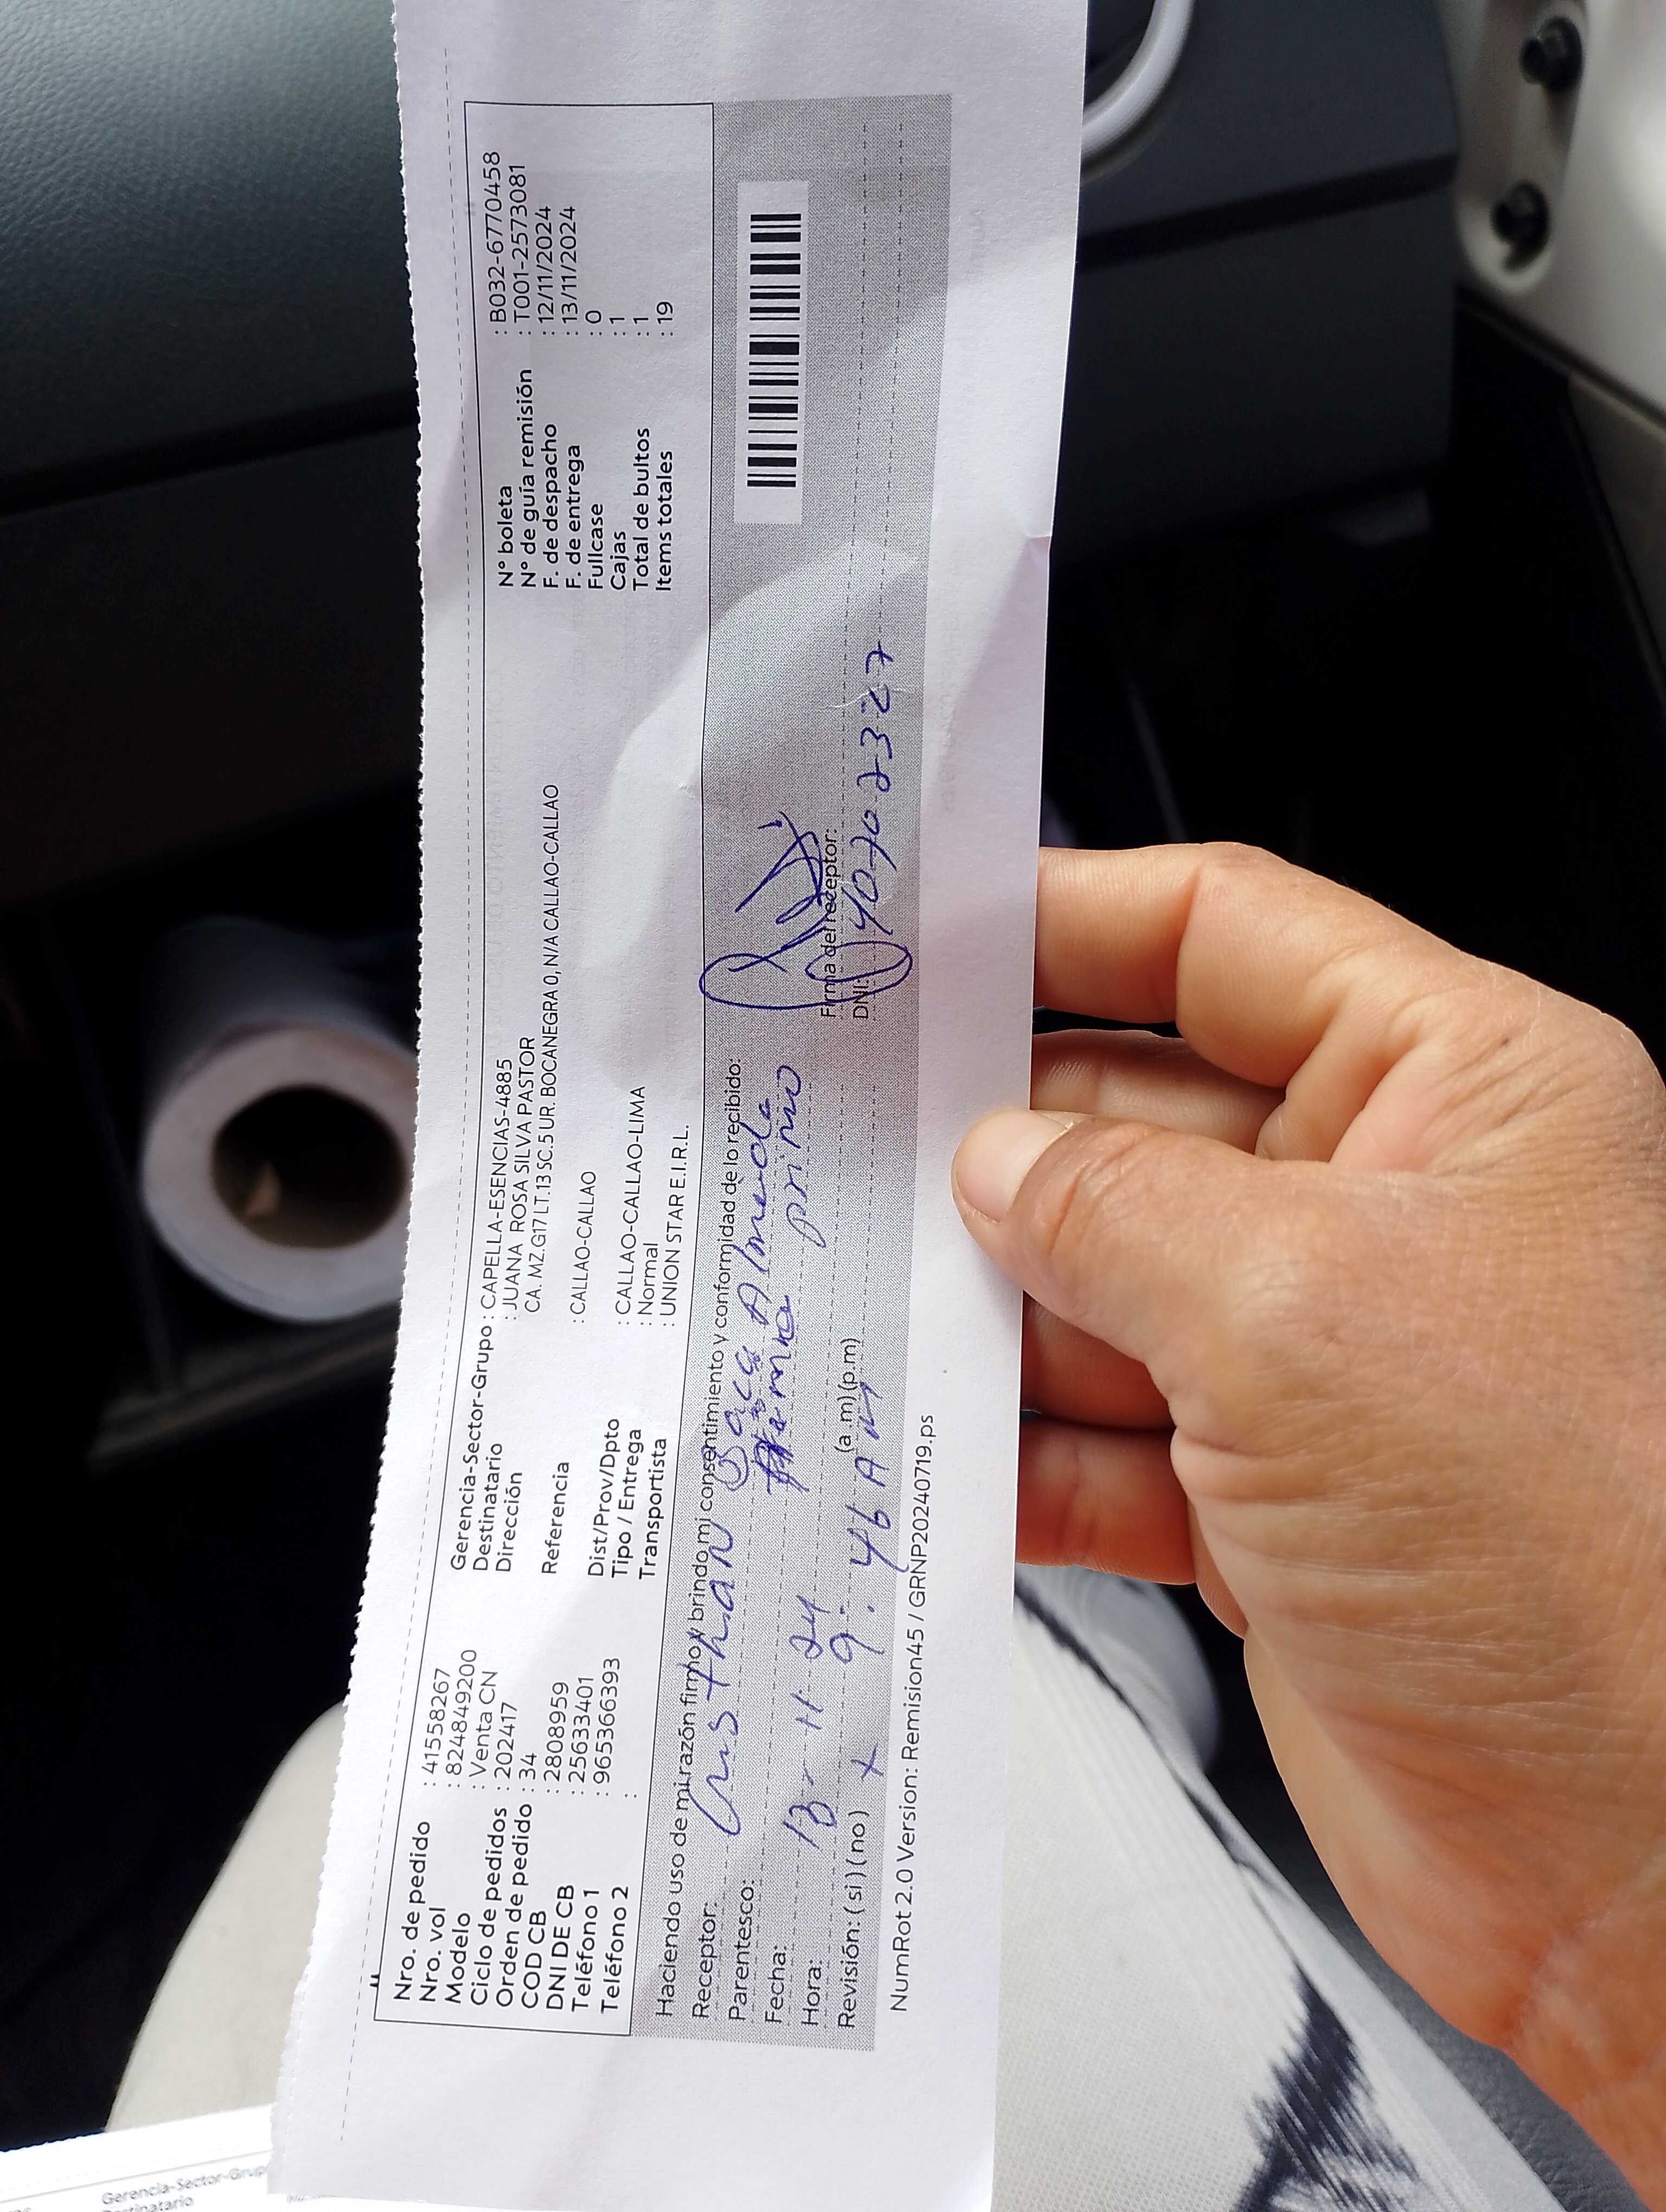 Nro. de pedido : 41558267
Nro. vol : 8248849200
Modelo : Venta CN
Ciclo de pedidos : 202417
Orden de pedido : 34
COD CB : 2808959
DNI DE CB : 25633401
Teléfono 1 : 965366393
Teléfono 2 :
Gerencia-Sector-Grupo : CAPELLA-ESENCIAS-4885
Destinatario : JUANA ROSA SILVA PASTOR
Dirección CA. MZ.G17 LT.13 SC.5 UR. BOCANEGRA 0, N/A CALLAO-CALLAO
Referencia : CALLAO-CALLAO
Dist/Prov/Dpto : CALLAO-CALLAO-LIMA
Tipo / Entrega : Normal
Transportista : UNION STAR E.I.R.L.
N° boleta : B032-6770458
N° de guía remisión : T001-2573081
F. de despacho : 12/11/2024
F. de entrega : 13/11/2024
Fullcase : 0
Cajas : 1
Total de bultos : 1
Items totales : 19
Haciendo uso de mi razón firmo y brindo mi consentimiento y conformidad de lo recibido:
Receptor:
Parentesco: primo
Fecha: 13-11-24
Hora: 9:46 AM (a.m)(p.m)
Revisión: (si)(no) x
Firma del receptor:
DNI: 40702327
NumRot 2.0 Version: Remision45 / GRNP20240719.ps
Gerencia-Sector-Grup